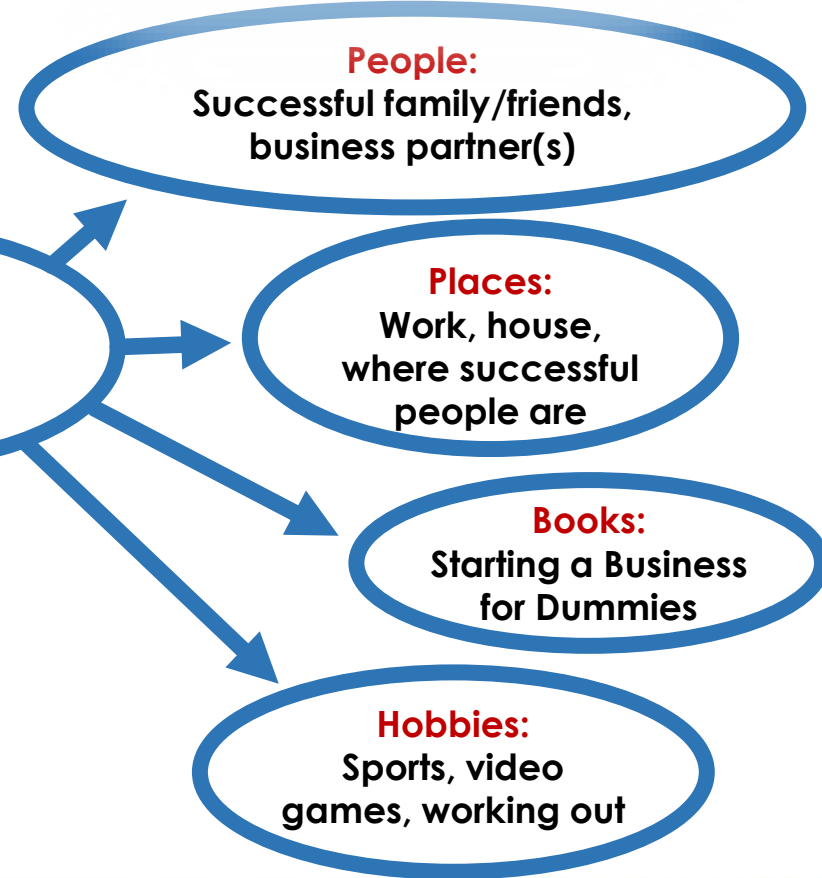 People:
Successful family/friends,
business partner(s)
Places:
Work, house,
where successful
people are
Books:
Starting a Business
for Dummies
Hobbies:
Sports, video
games, working out